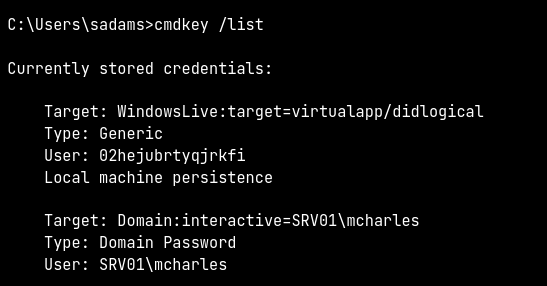 C:\Users\sadams>cmdkey /list
Currently stored credentials:
Target: WindowsLive:target=virtualapp/didlogical
Type: Generic
User: 02hejubrtyqjrkfi
Local machine persistence
Target: Domain:interactive=SRV01\mcharles
Type: Domain Password
User: SRV01\mcharles